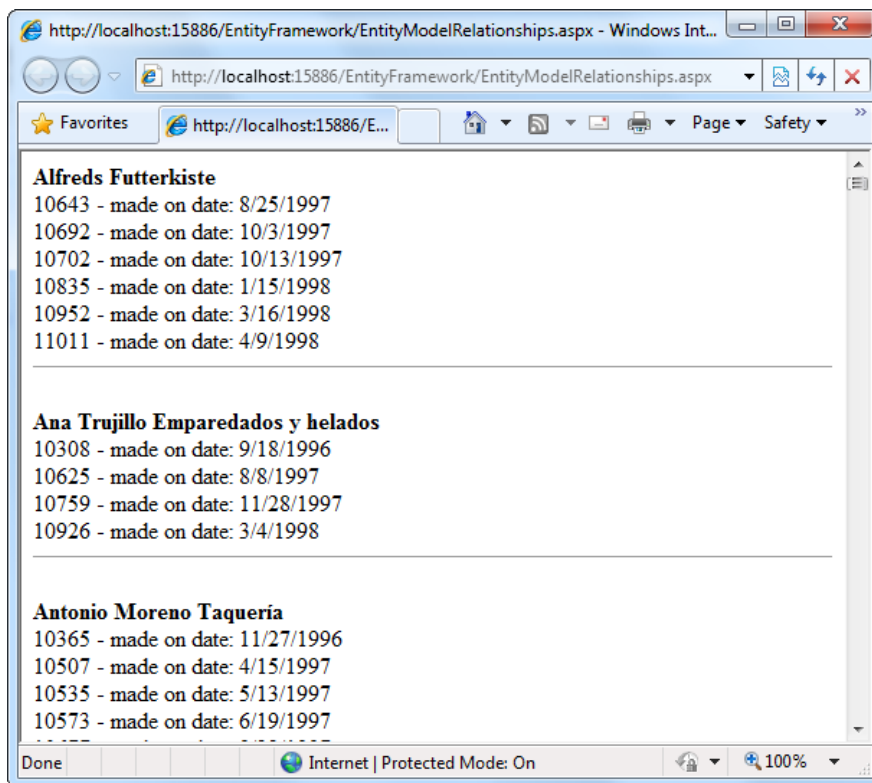 http://localhost:15886/EntityFramework/EntityModelRelationships.aspx - Windows Int...
http://localhost:15886/EntityFramework/EntityModelRelationships.aspx
Favorites
http://localhost:15886/E...
Page
Safety
Alfreds Futterkiste
10643 - made on date: 8/25/1997
10692 - made on date: 10/3/1997
10702 - made on date: 10/13/1997
10835 - made on date: 1/15/1998
10952 - made on date: 3/16/1998
11011 - made on date: 4/9/1998
Ana Trujillo Emparedados y helados
10308 - made on date: 9/18/1996
10625 - made on date: 8/8/1997
10759 - made on date: 11/28/1997
10926 - made on date: 3/4/1998
Antonio Moreno Taquería
10365 - made on date: 11/27/1996
10507 - made on date: 4/15/1997
10535 - made on date: 5/13/1997
10573 - made on date: 6/19/1997
Done
Internet | Protected Mode: On
100%